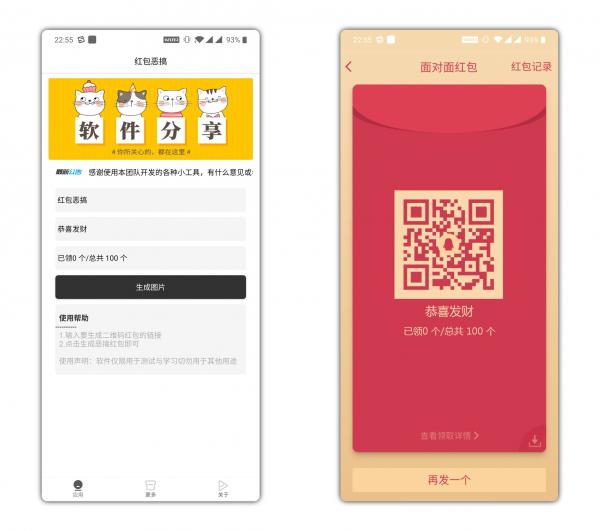 22:55
93%
红包恶搞
软件分享
# 你所关心的，都在这里 #
最新公告 感谢使用本团队开发的各种小工具，有什么意见或
红包恶搞
恭喜发财
已领0 个/总共 100 个
生成图片
使用帮助
1.输入要生成二维码红包的链接
2.点击生成恶搞红包即可
使用声明：软件仅限用于测试与学习切勿用于其他用途
应用
更多
关于
22:55
93%
面对面红包
红包记录
恭喜发财
已领0 个/总共 100 个
查看领取详情
再发一个